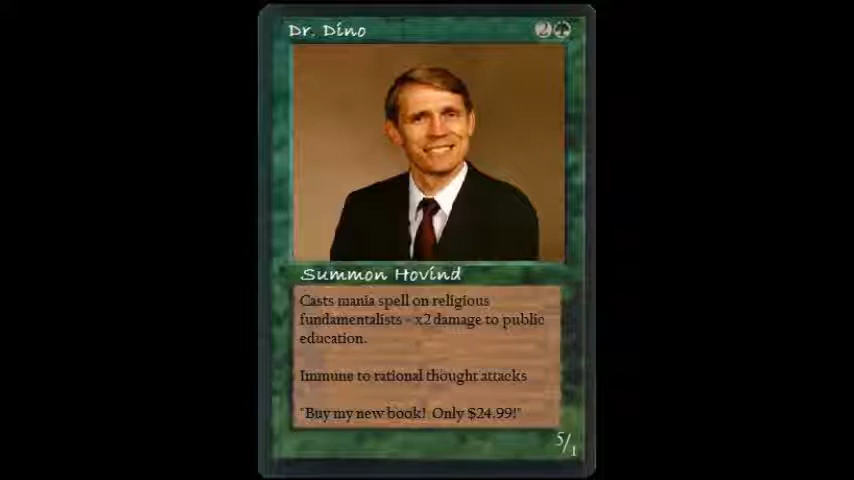 Dr. Dino
2
Summon Hovind
Casts mania spell on religious
fundamentalists - x2 damage to public
education.
Immune to rational thought attacks
"Buy my new book!  Only $24.99!"
5/1